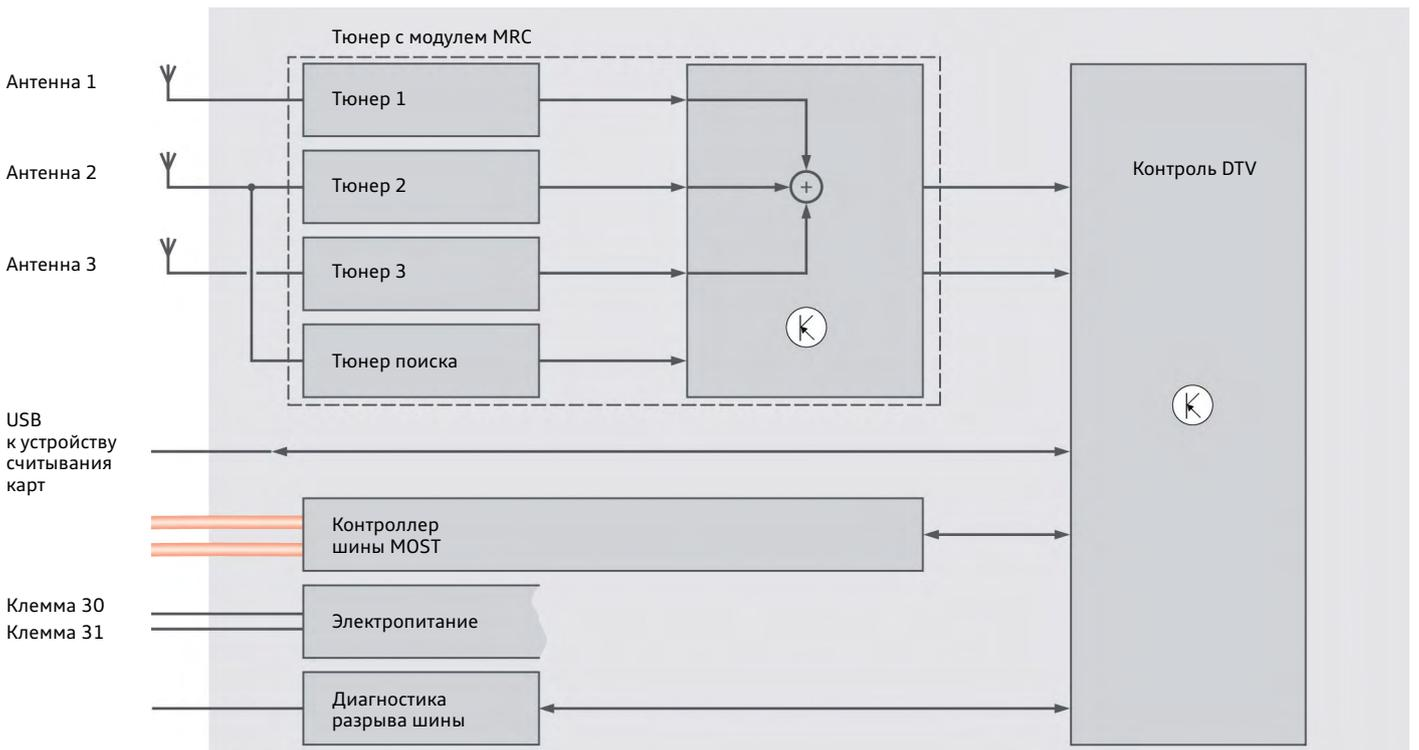 Тюнер с модулем MRC
Антенна 1
Тюнер 1
Антенна 2
Тюнер 2
Контроль DTV
+
Антенна 3
Тюнер 3
Тюнер поиска
USB
к устройству
считывания
карт
Контроллер
шины MOST
Клемма 30
Клемма 31
Электропитание
Диагностика
разрыва шины